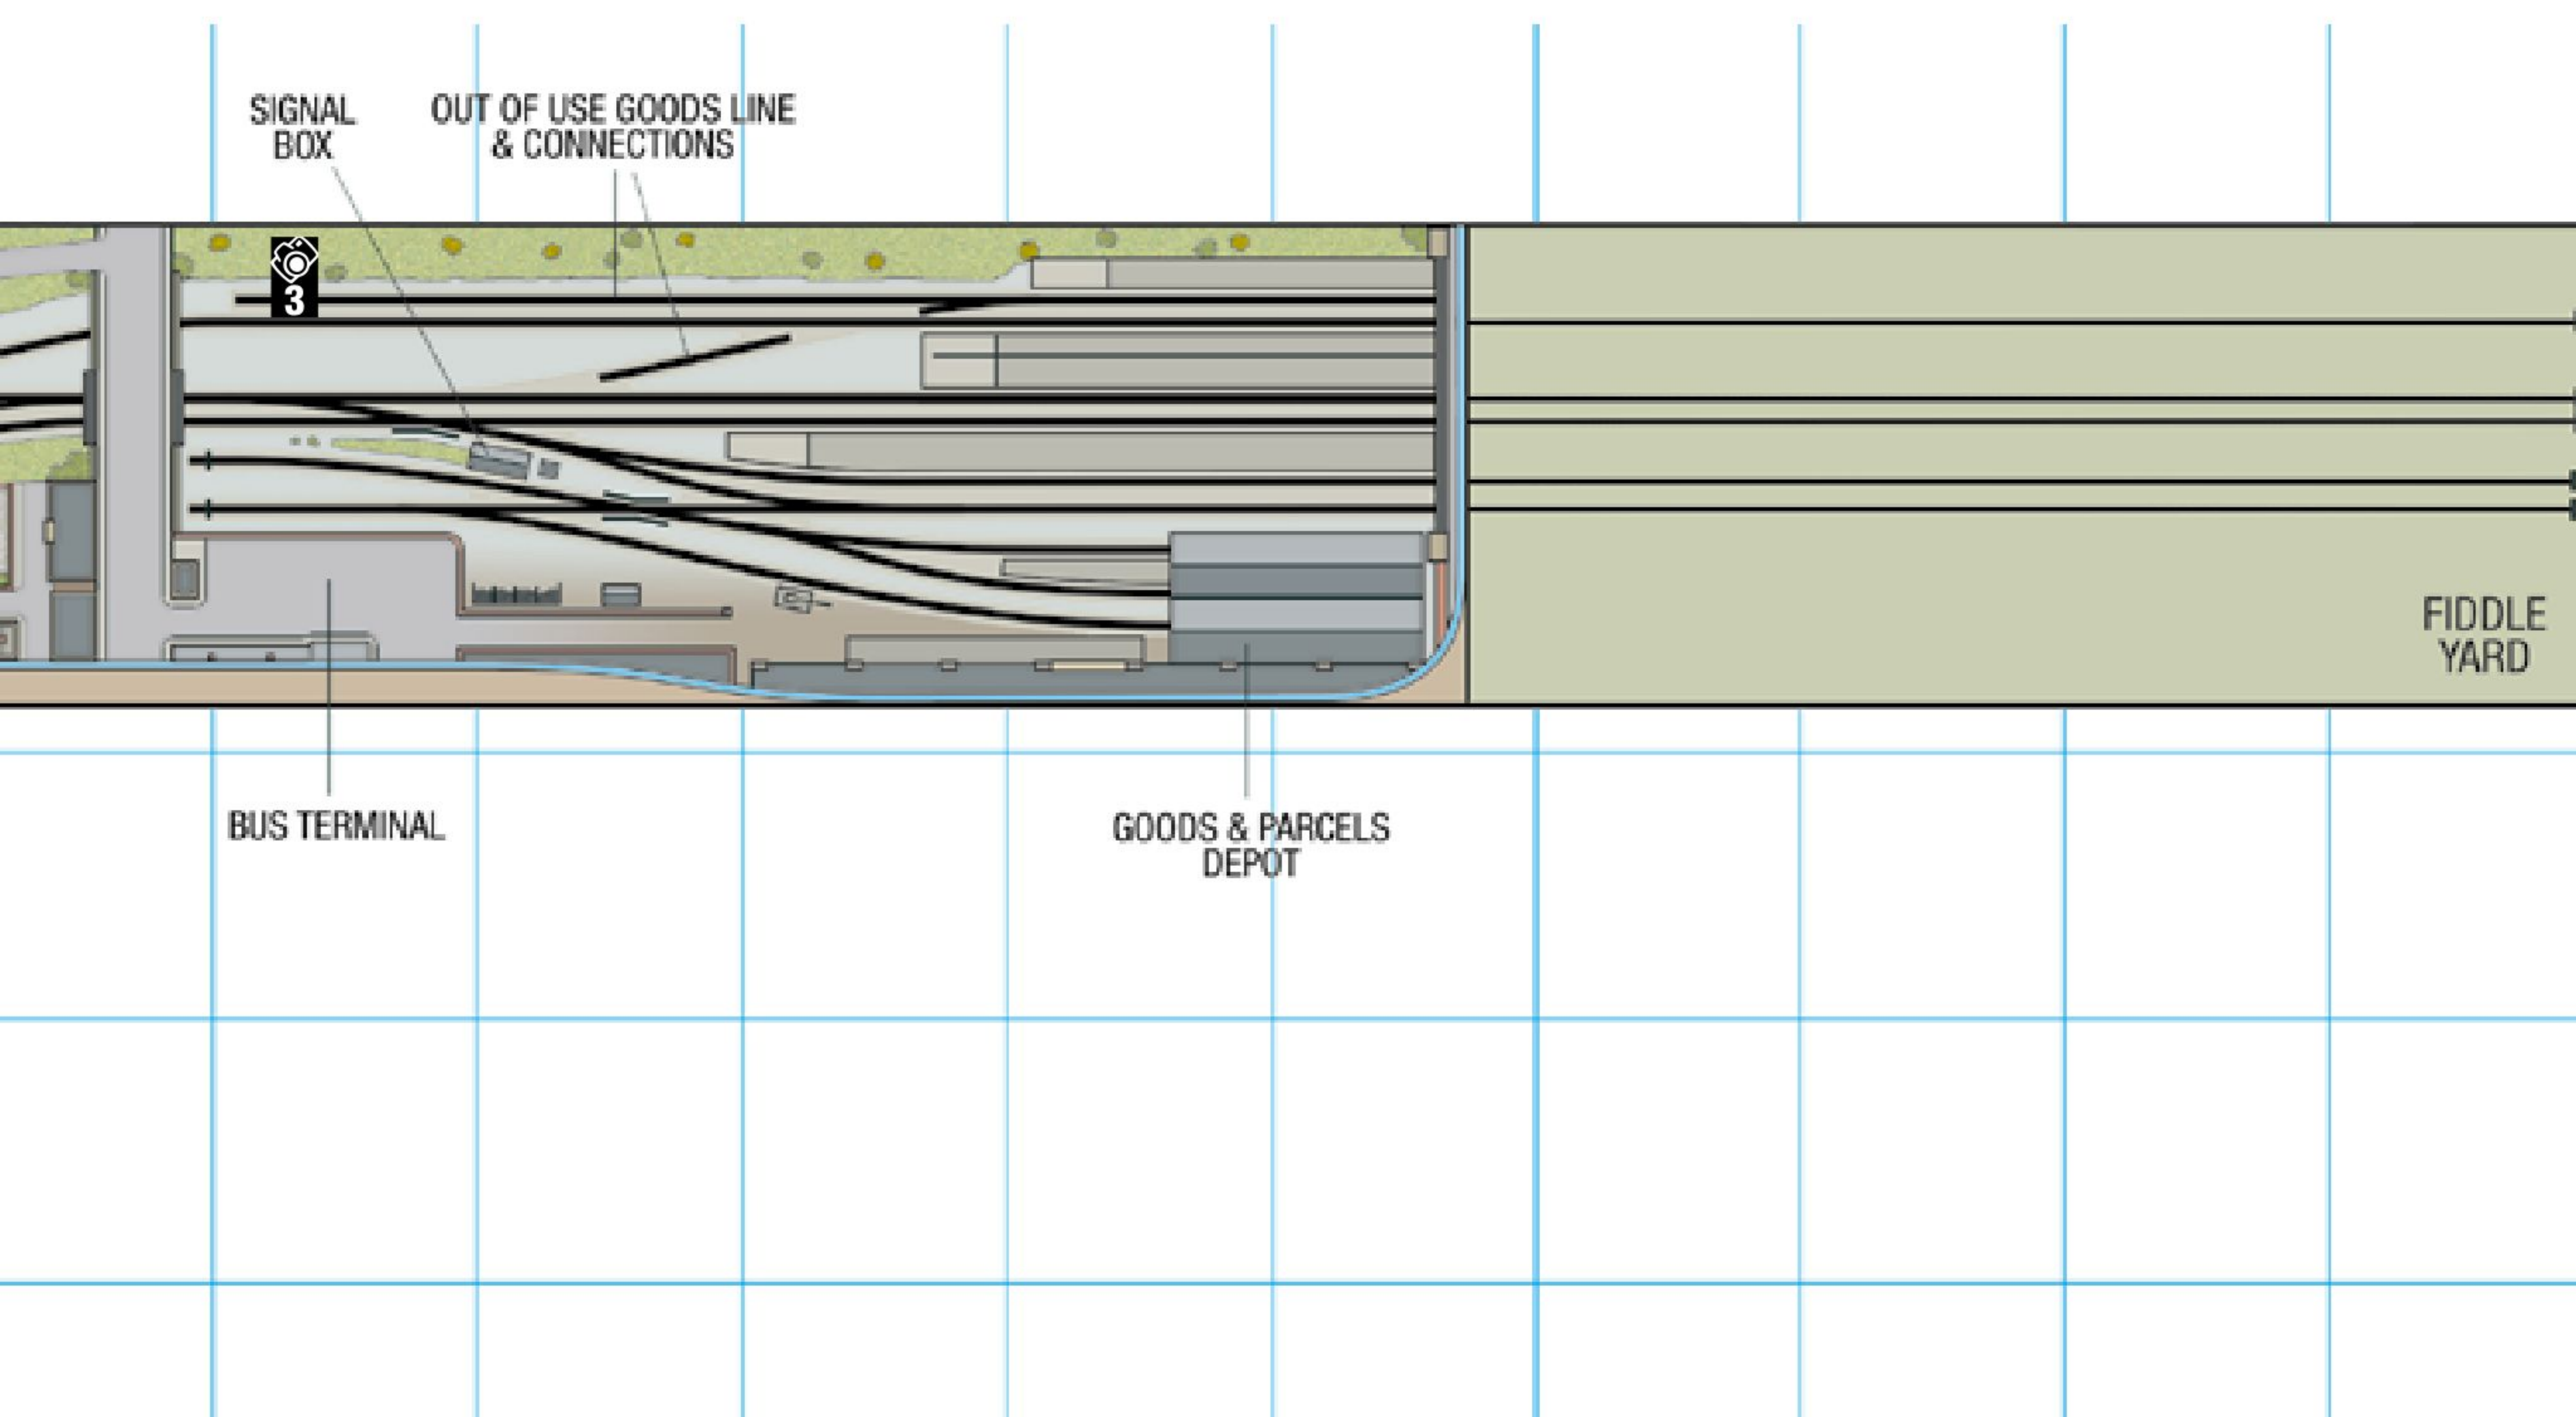 SIGNAL
BOX
OUT OF USE GOODS LINE
& CONNECTIONS
3
FIDDLE
YARD
BUS TERMINAL
GOODS & PARCELS
DEPOT